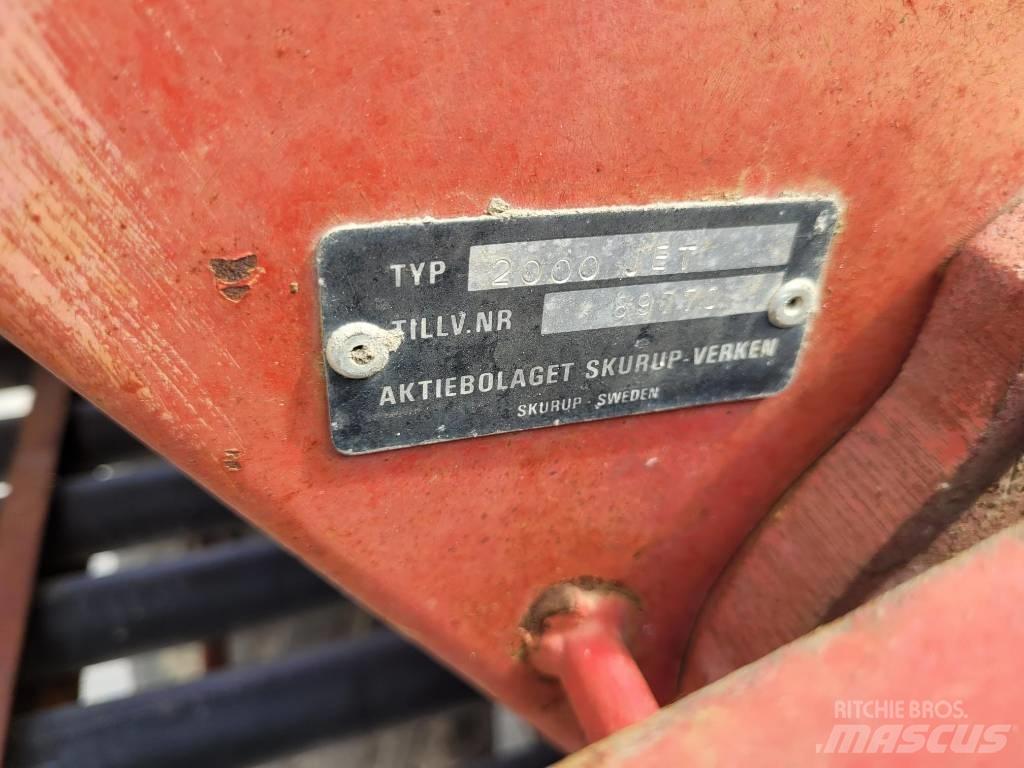 TYP 2000 JET
TILLV.NR
AKTIEBOLAGET SKURUP-VERKEN
SKURUP - SWEDEN
RITCHIE BROS.
MASCUS